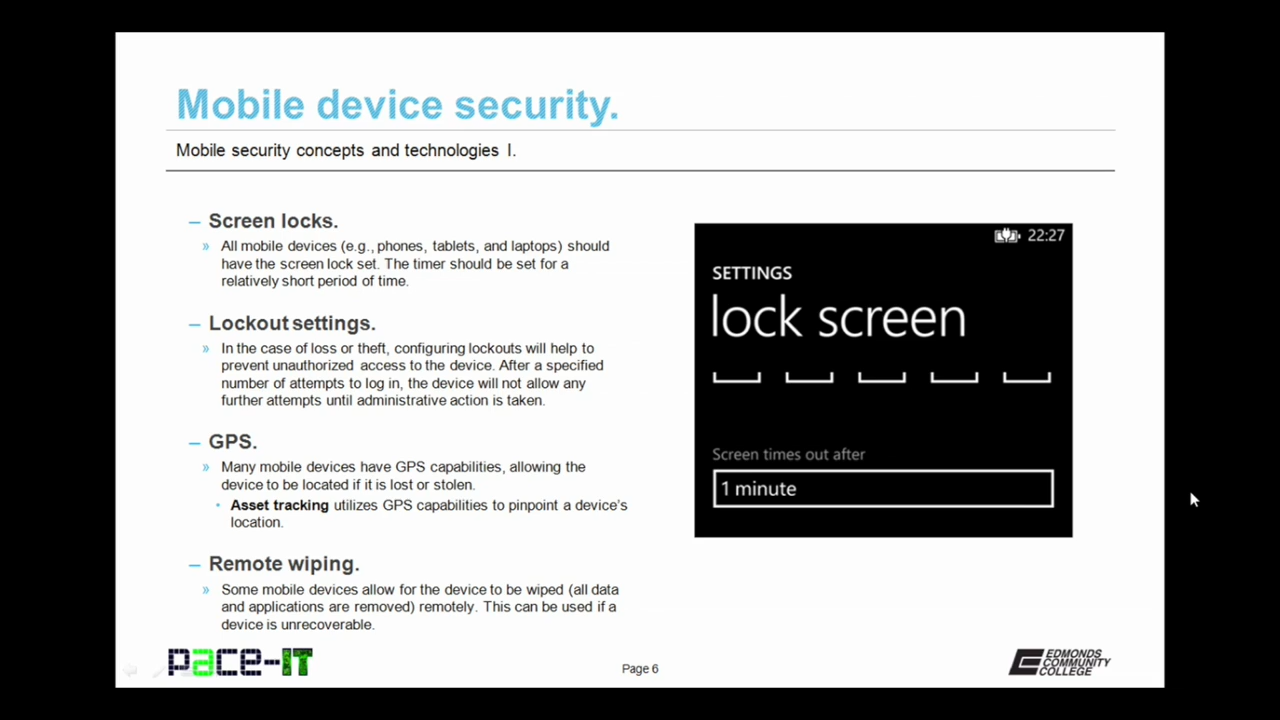 Mobile device security.
Mobile security concepts and technologies I.
– Screen locks.
» All mobile devices (e.g., phones, tablets, and laptops) should
have the screen lock set. The timer should be set for a
relatively short period of time.
– Lockout settings.
» In the case of loss or theft, configuring lockouts will help to
prevent unauthorized access to the device. After a specified
number of attempts to log in, the device will not allow any
further attempts until administrative action is taken.
– GPS.
» Many mobile devices have GPS capabilities, allowing the
device to be located if it is lost or stolen.
• Asset tracking utilizes GPS capabilities to pinpoint a device's
location.
– Remote wiping.
» Some mobile devices allow for the device to be wiped (all data
and applications are removed) remotely. This can be used if a
device is unrecoverable.
22:27
SETTINGS
lock screen
Screen times out after
1 minute
pace-IT
Page 6
EDMONDS
COMMUNITY
COLLEGE